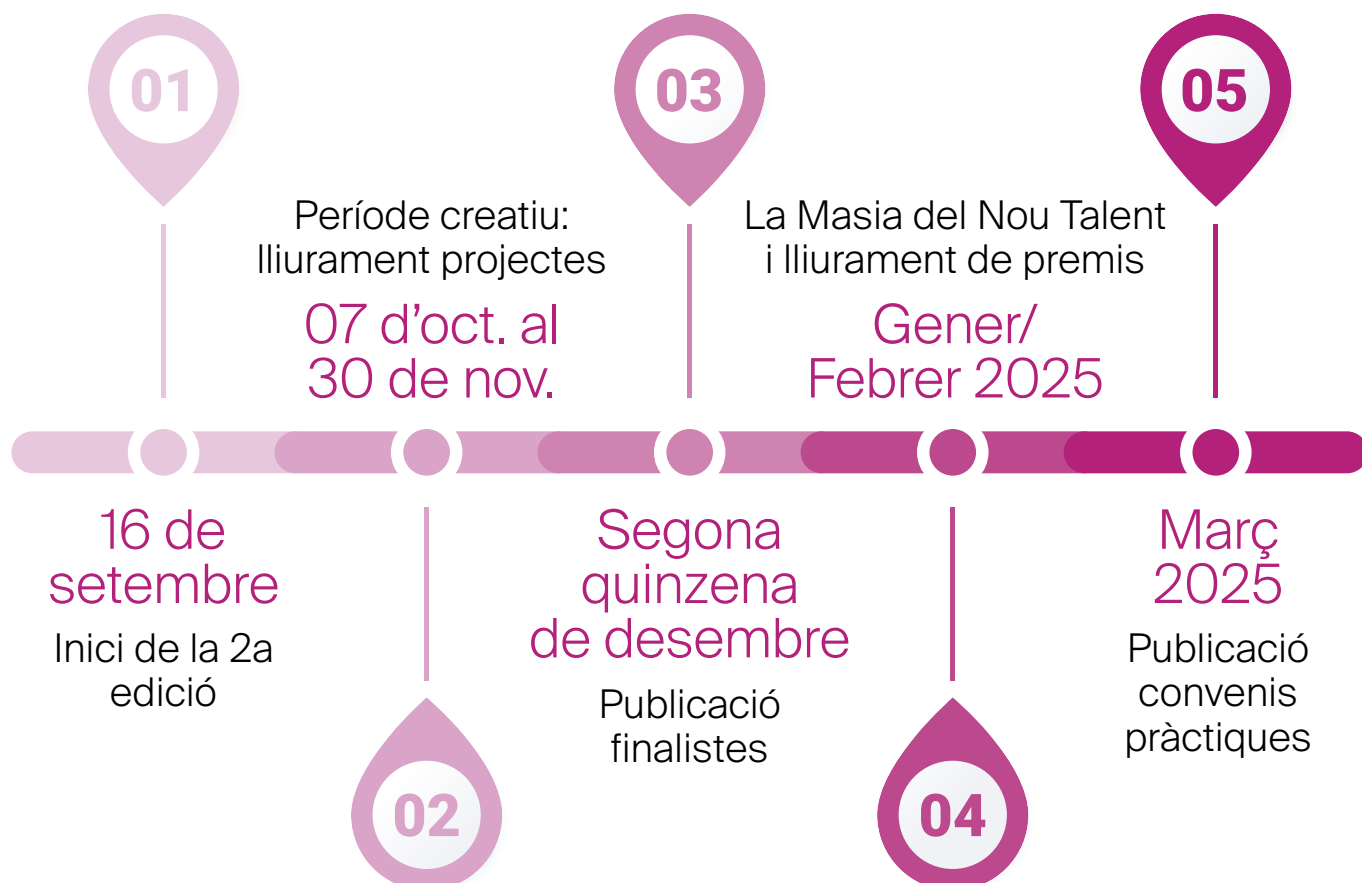 01
16 de
setembre
Inici de la 2a
edició
Període creatiu:
lliurament projectes
07 d’oct. al
30 de nov.
02
03
Segona
quinzena
de desembre
Publicació
finalistes
La Masia del Nou Talent
i lliurament de premis
Gener/
Febrer 2025
04
05
Març
2025
Publicació
convenis
pràctiques